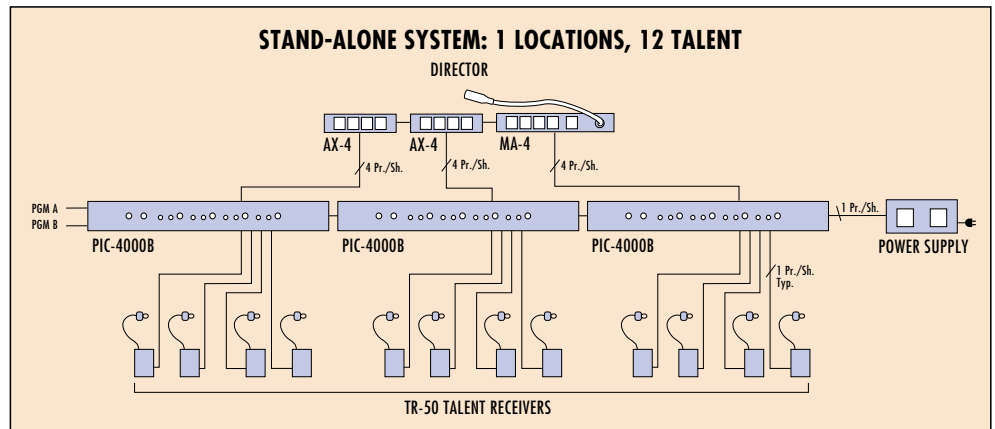 STAND-ALONE SYSTEM: 1 LOCATIONS, 12 TALENT
DIRECTOR
AX-4
AX-4
MA-4
4 Pr./Sh.
4 Pr./Sh.
4 Pr./Sh.
PGM A
PGM B
1 Pr./Sh.
PIC-4000B
PIC-4000B
PIC-4000B
POWER SUPPLY
1 Pr./Sh.
Typ.
TR-50 TALENT RECEIVERS